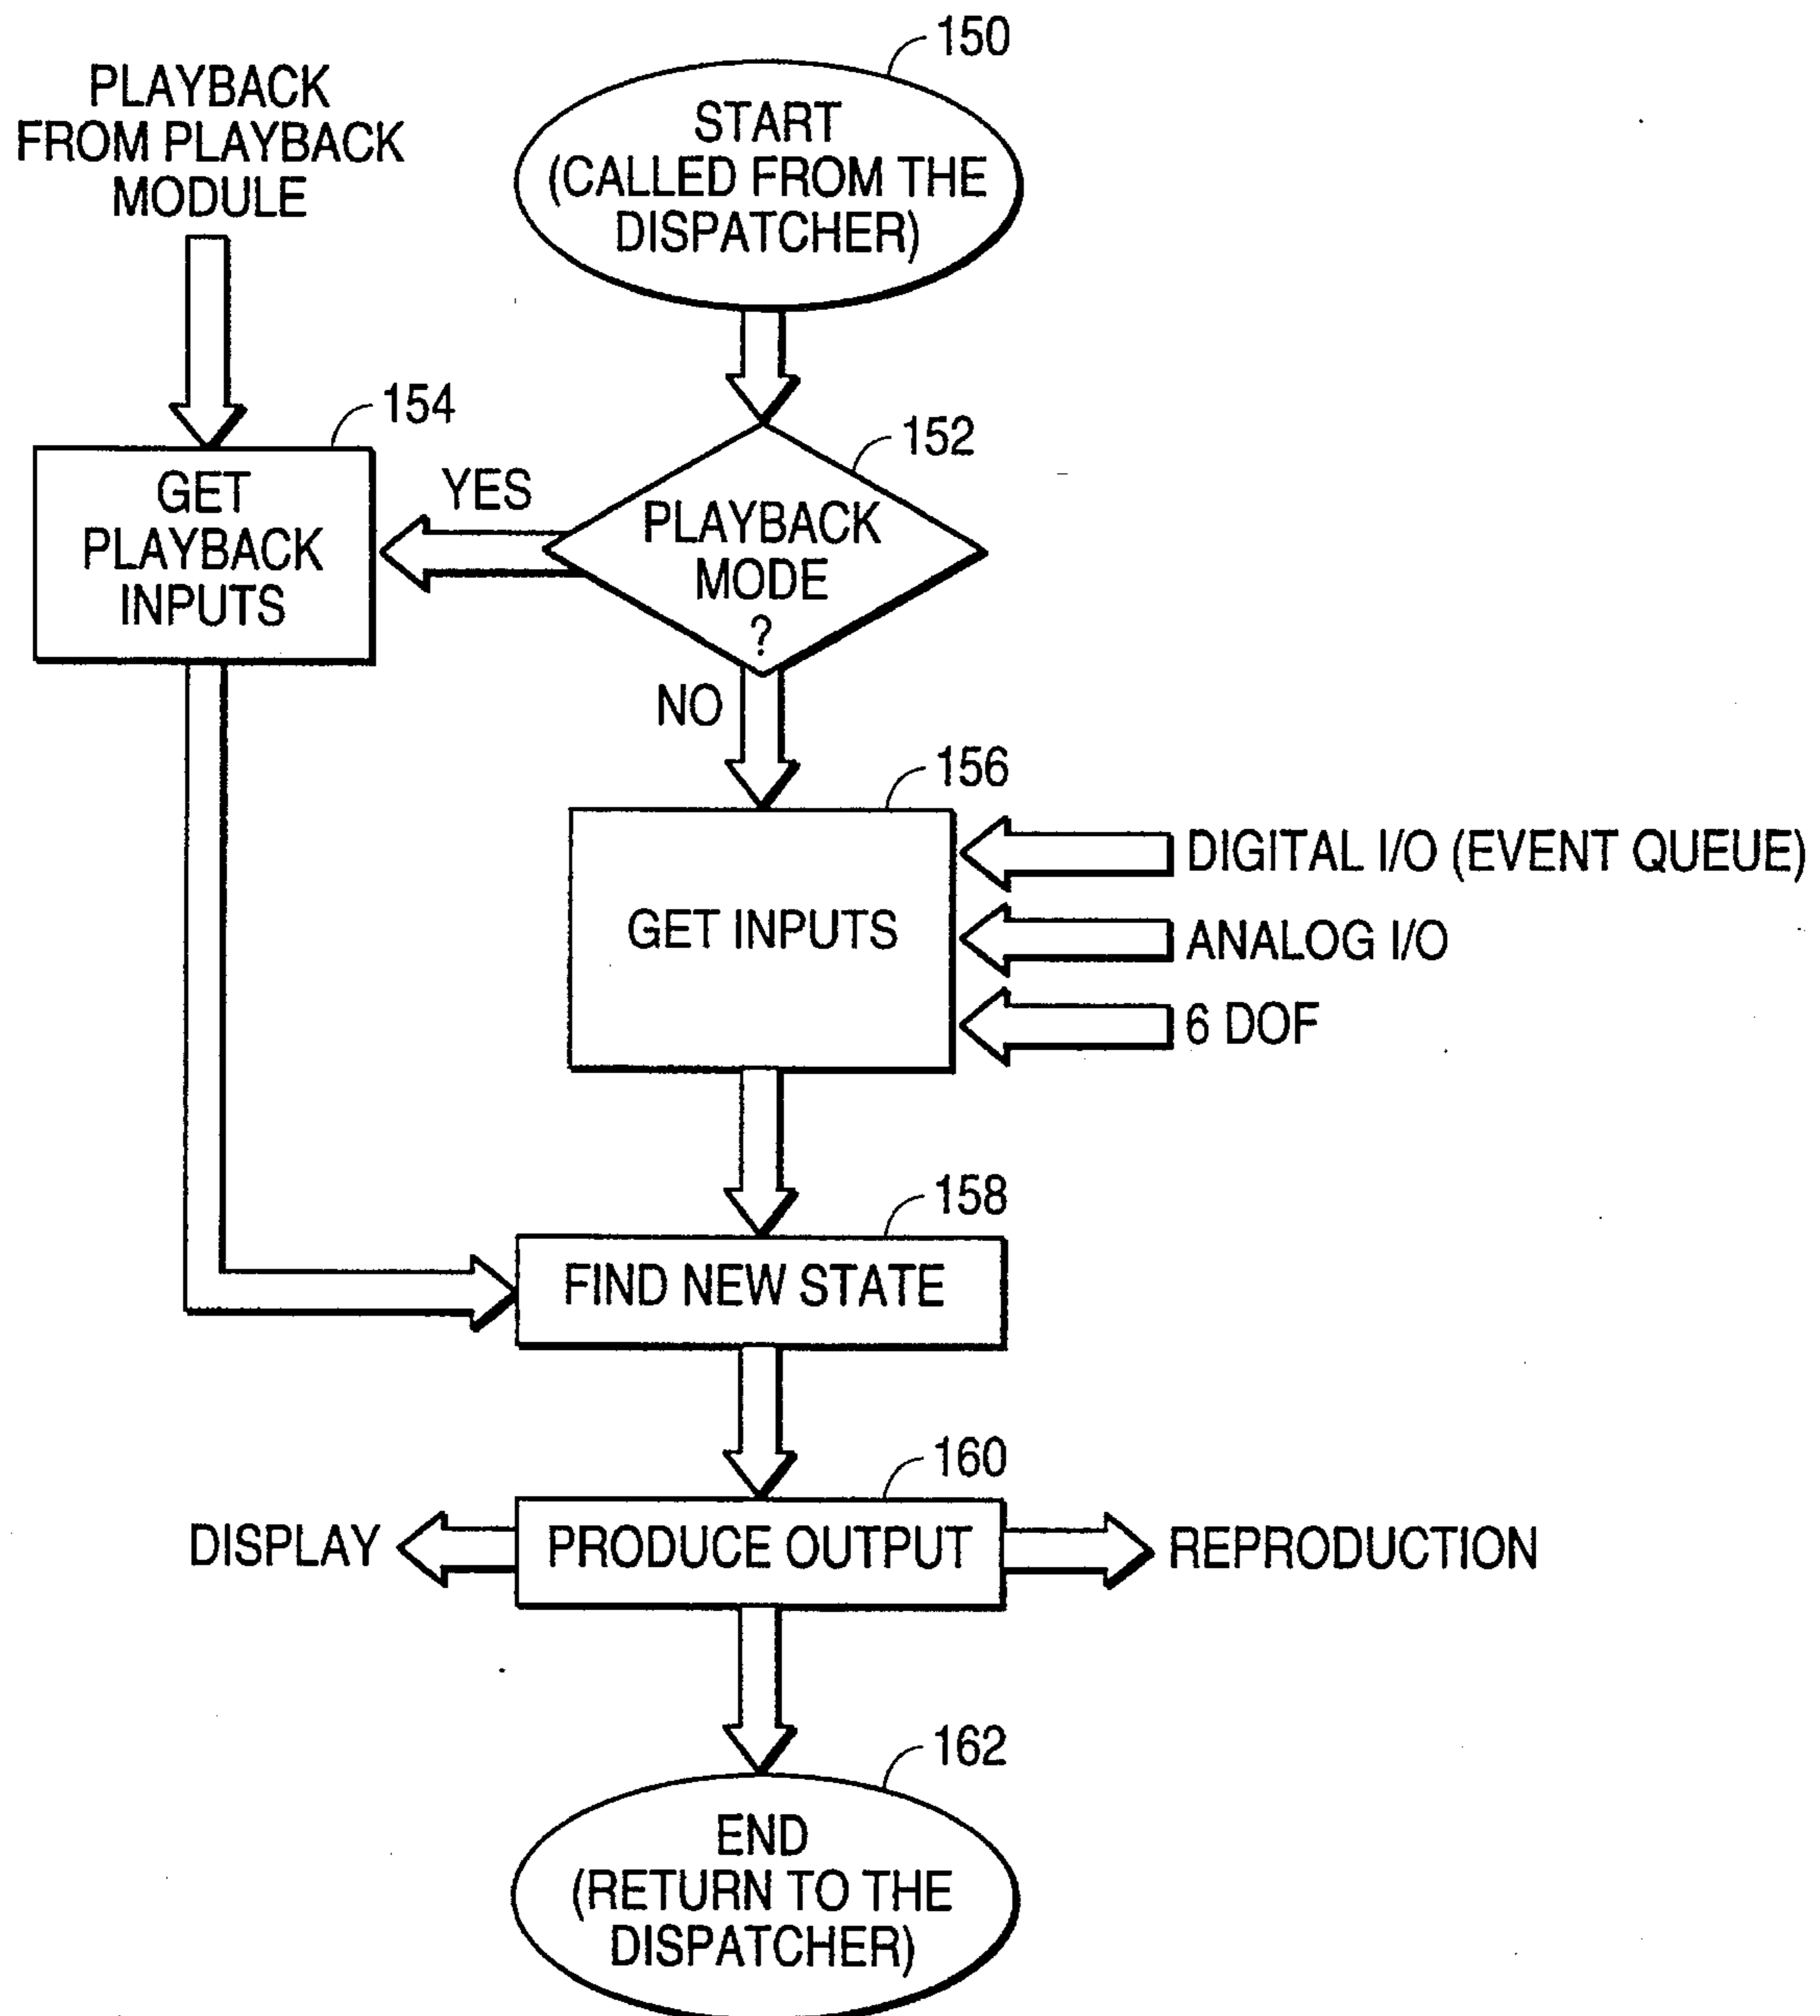 150
PLAYBACK
FROM PLAYBACK
MODULE
START
(CALLED FROM THE
DISPATCHER)
154
152
GET
PLAYBACK
INPUTS
YES
PLAYBACK
MODE
?
NO
156
GET INPUTS
DIGITAL I/O (EVENT QUEUE)
ANALOG I/O
6 DOF
158
FIND NEW STATE
160
DISPLAY
PRODUCE OUTPUT
REPRODUCTION
162
END
(RETURN TO THE
DISPATCHER)